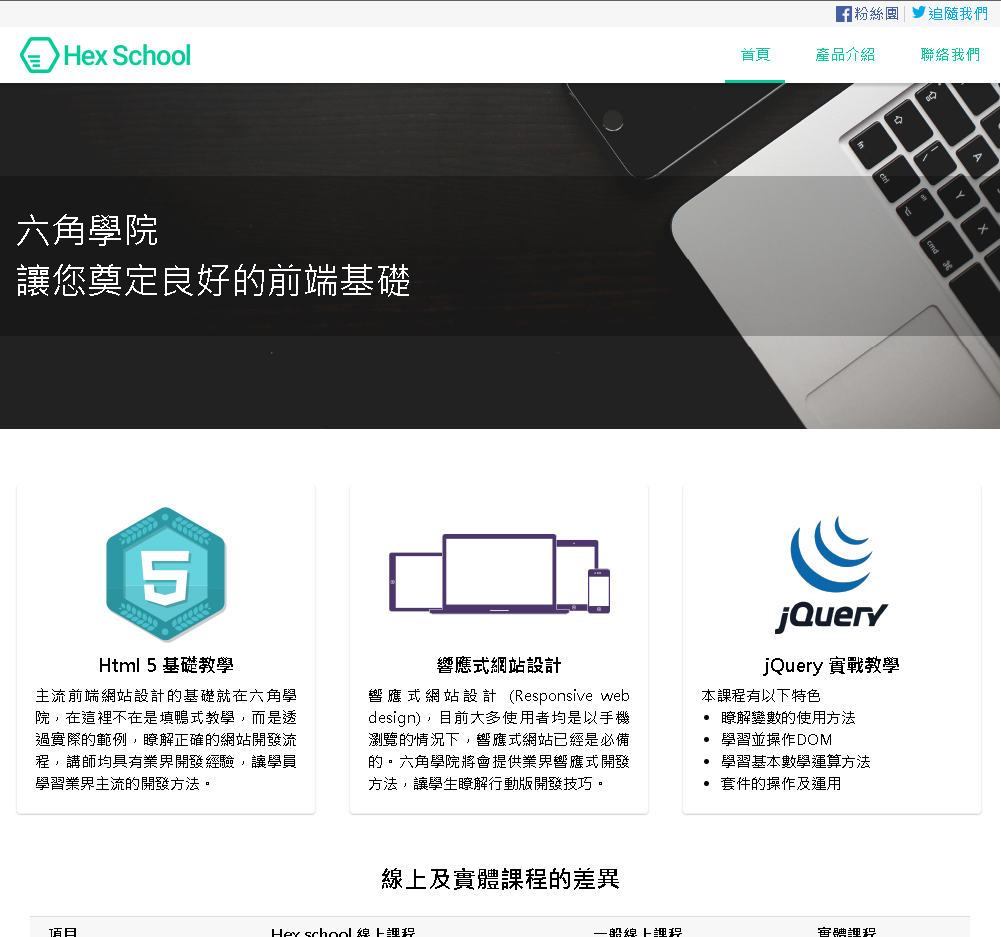 粉絲團 追隨我們
Hex School 首頁 產品介紹 聯絡我們
fn
ctrl
alt
cmd
A
Y
X
六角學院
讓您奠定良好的前端基礎
5
jQuery
Html 5 基礎教學
主流前端網站設計的基礎就在六角學
院，在這裡不在是填鴨式教學，而是透
過實際的範例，瞭解正確的網站開發流
程，講師均具有業界開發經驗，讓學員
學習業界主流的開發方法。
響應式網站設計
響應式網站設計 (Responsive web
design)，目前大多使用者均是以手機
瀏覽的情況下，響應式網站已經是必備
的。六角學院將會提供業界響應式開發
方法，讓學生瞭解行動版開發技巧。
jQuery 實戰教學
本課程有以下特色
• 瞭解變數的使用方法
• 學習並操作DOM
• 學習基本數學運算方法
• 套件的操作及運用
線上及實體課程的差異
項目 Hex school 線上課程 一般線上課程 實體課程